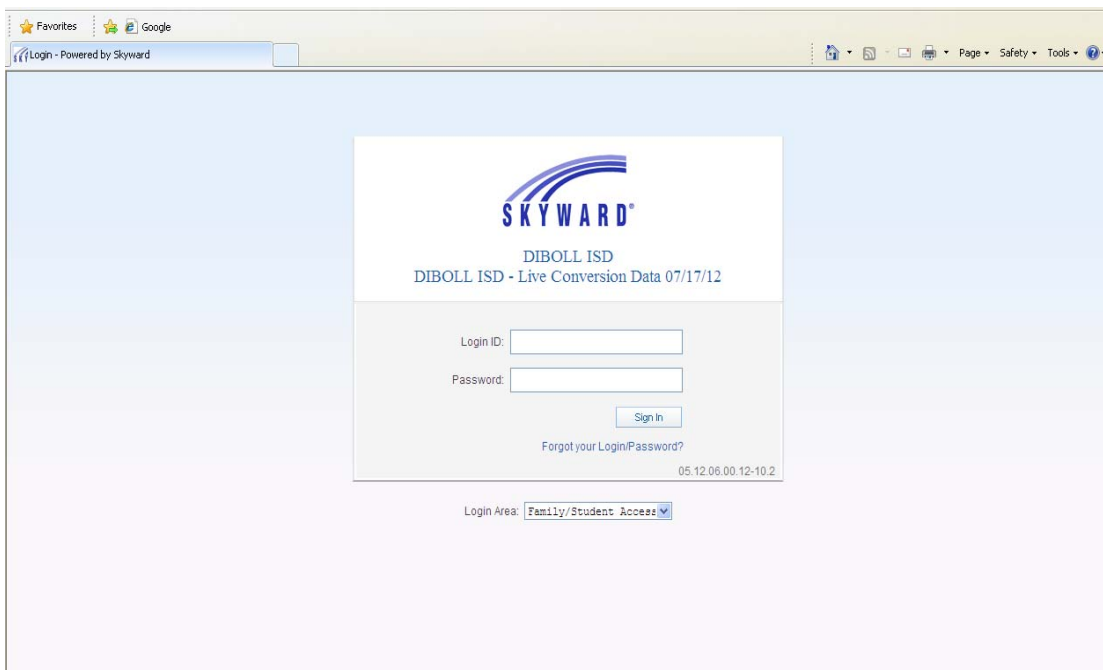 Favorites Google
Login - Powered by Skyward
Page Safety Tools
SKYWARD®
DIBOLL ISD
DIBOLL ISD - Live Conversion Data 07/17/12
Login ID:
Password:
Sign In
Forgot your Login/Password?
05.12.06.00.12-10.2
Login Area: Family/Student Access